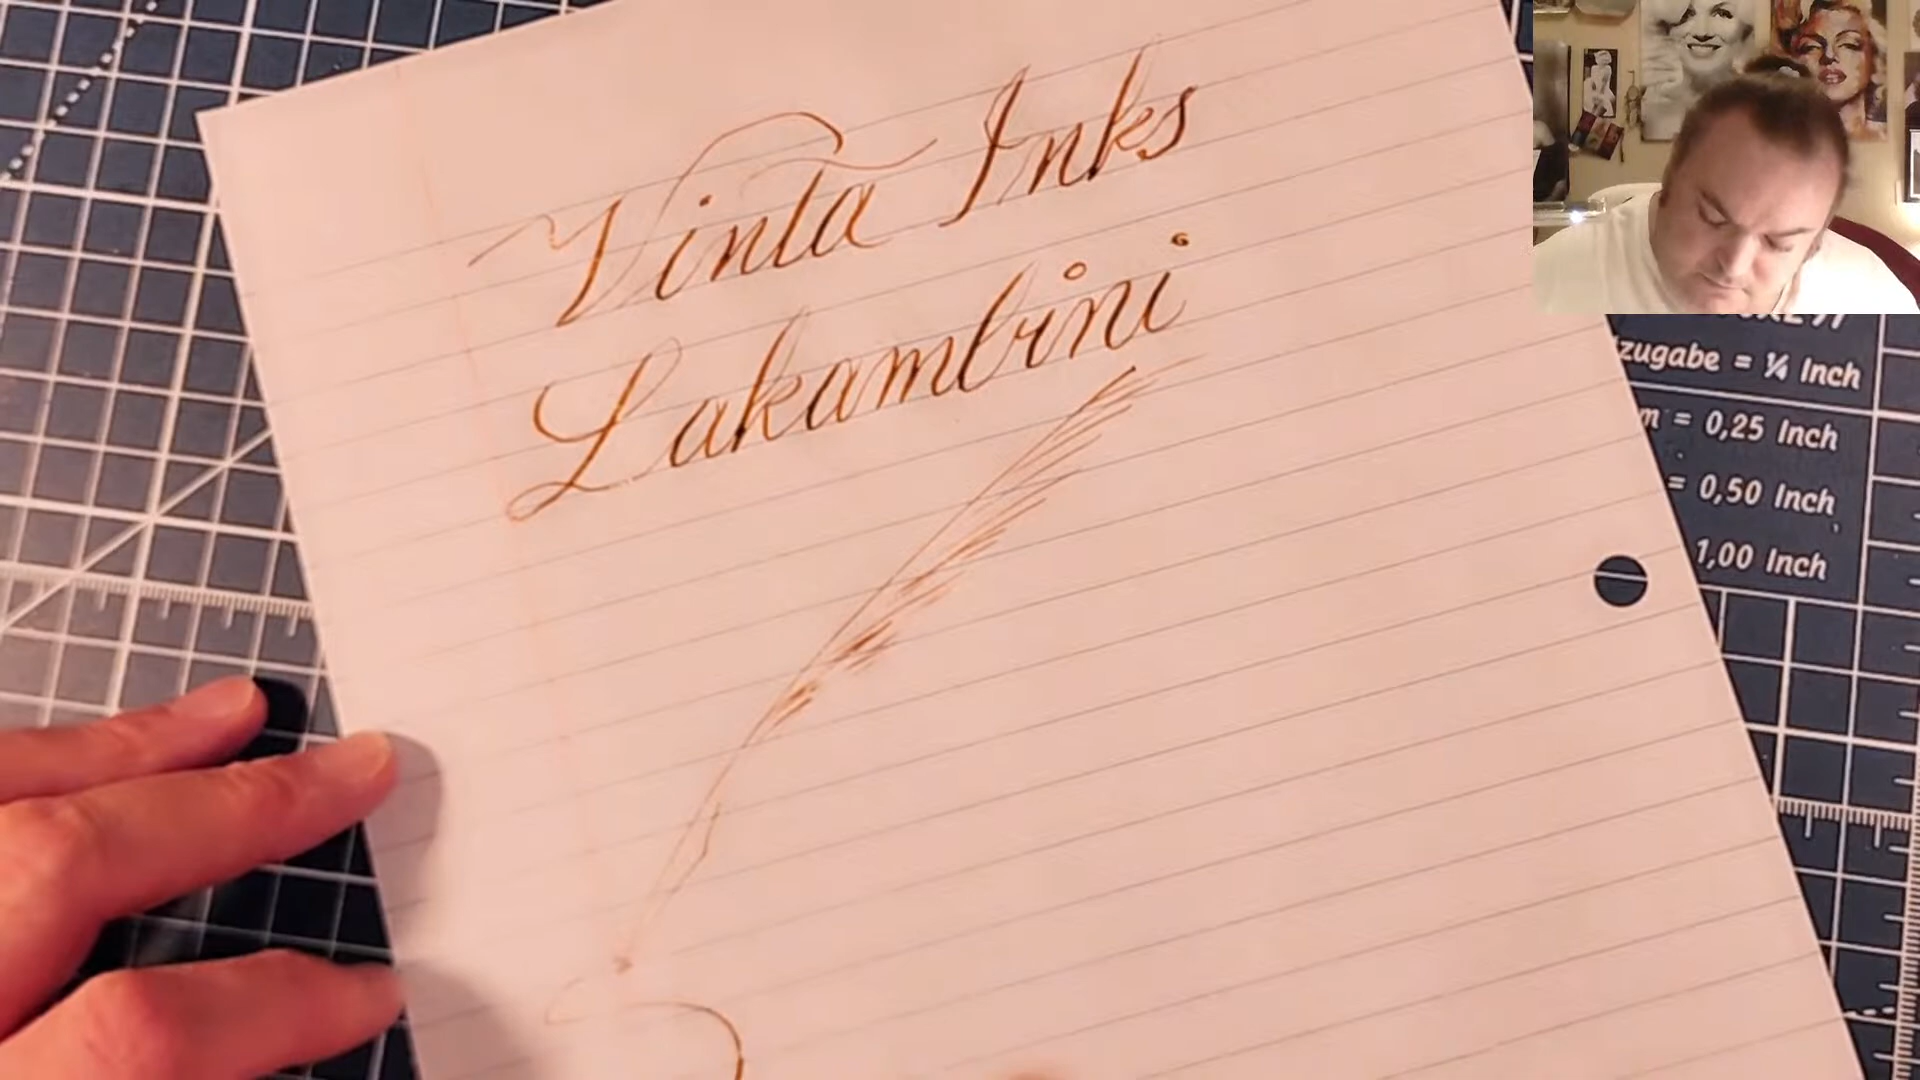 Vinta Inks
Lakambini
zugabe = ¼ Inch
m = 0,25 Inch
= 0,50 Inch
1,00 Inch